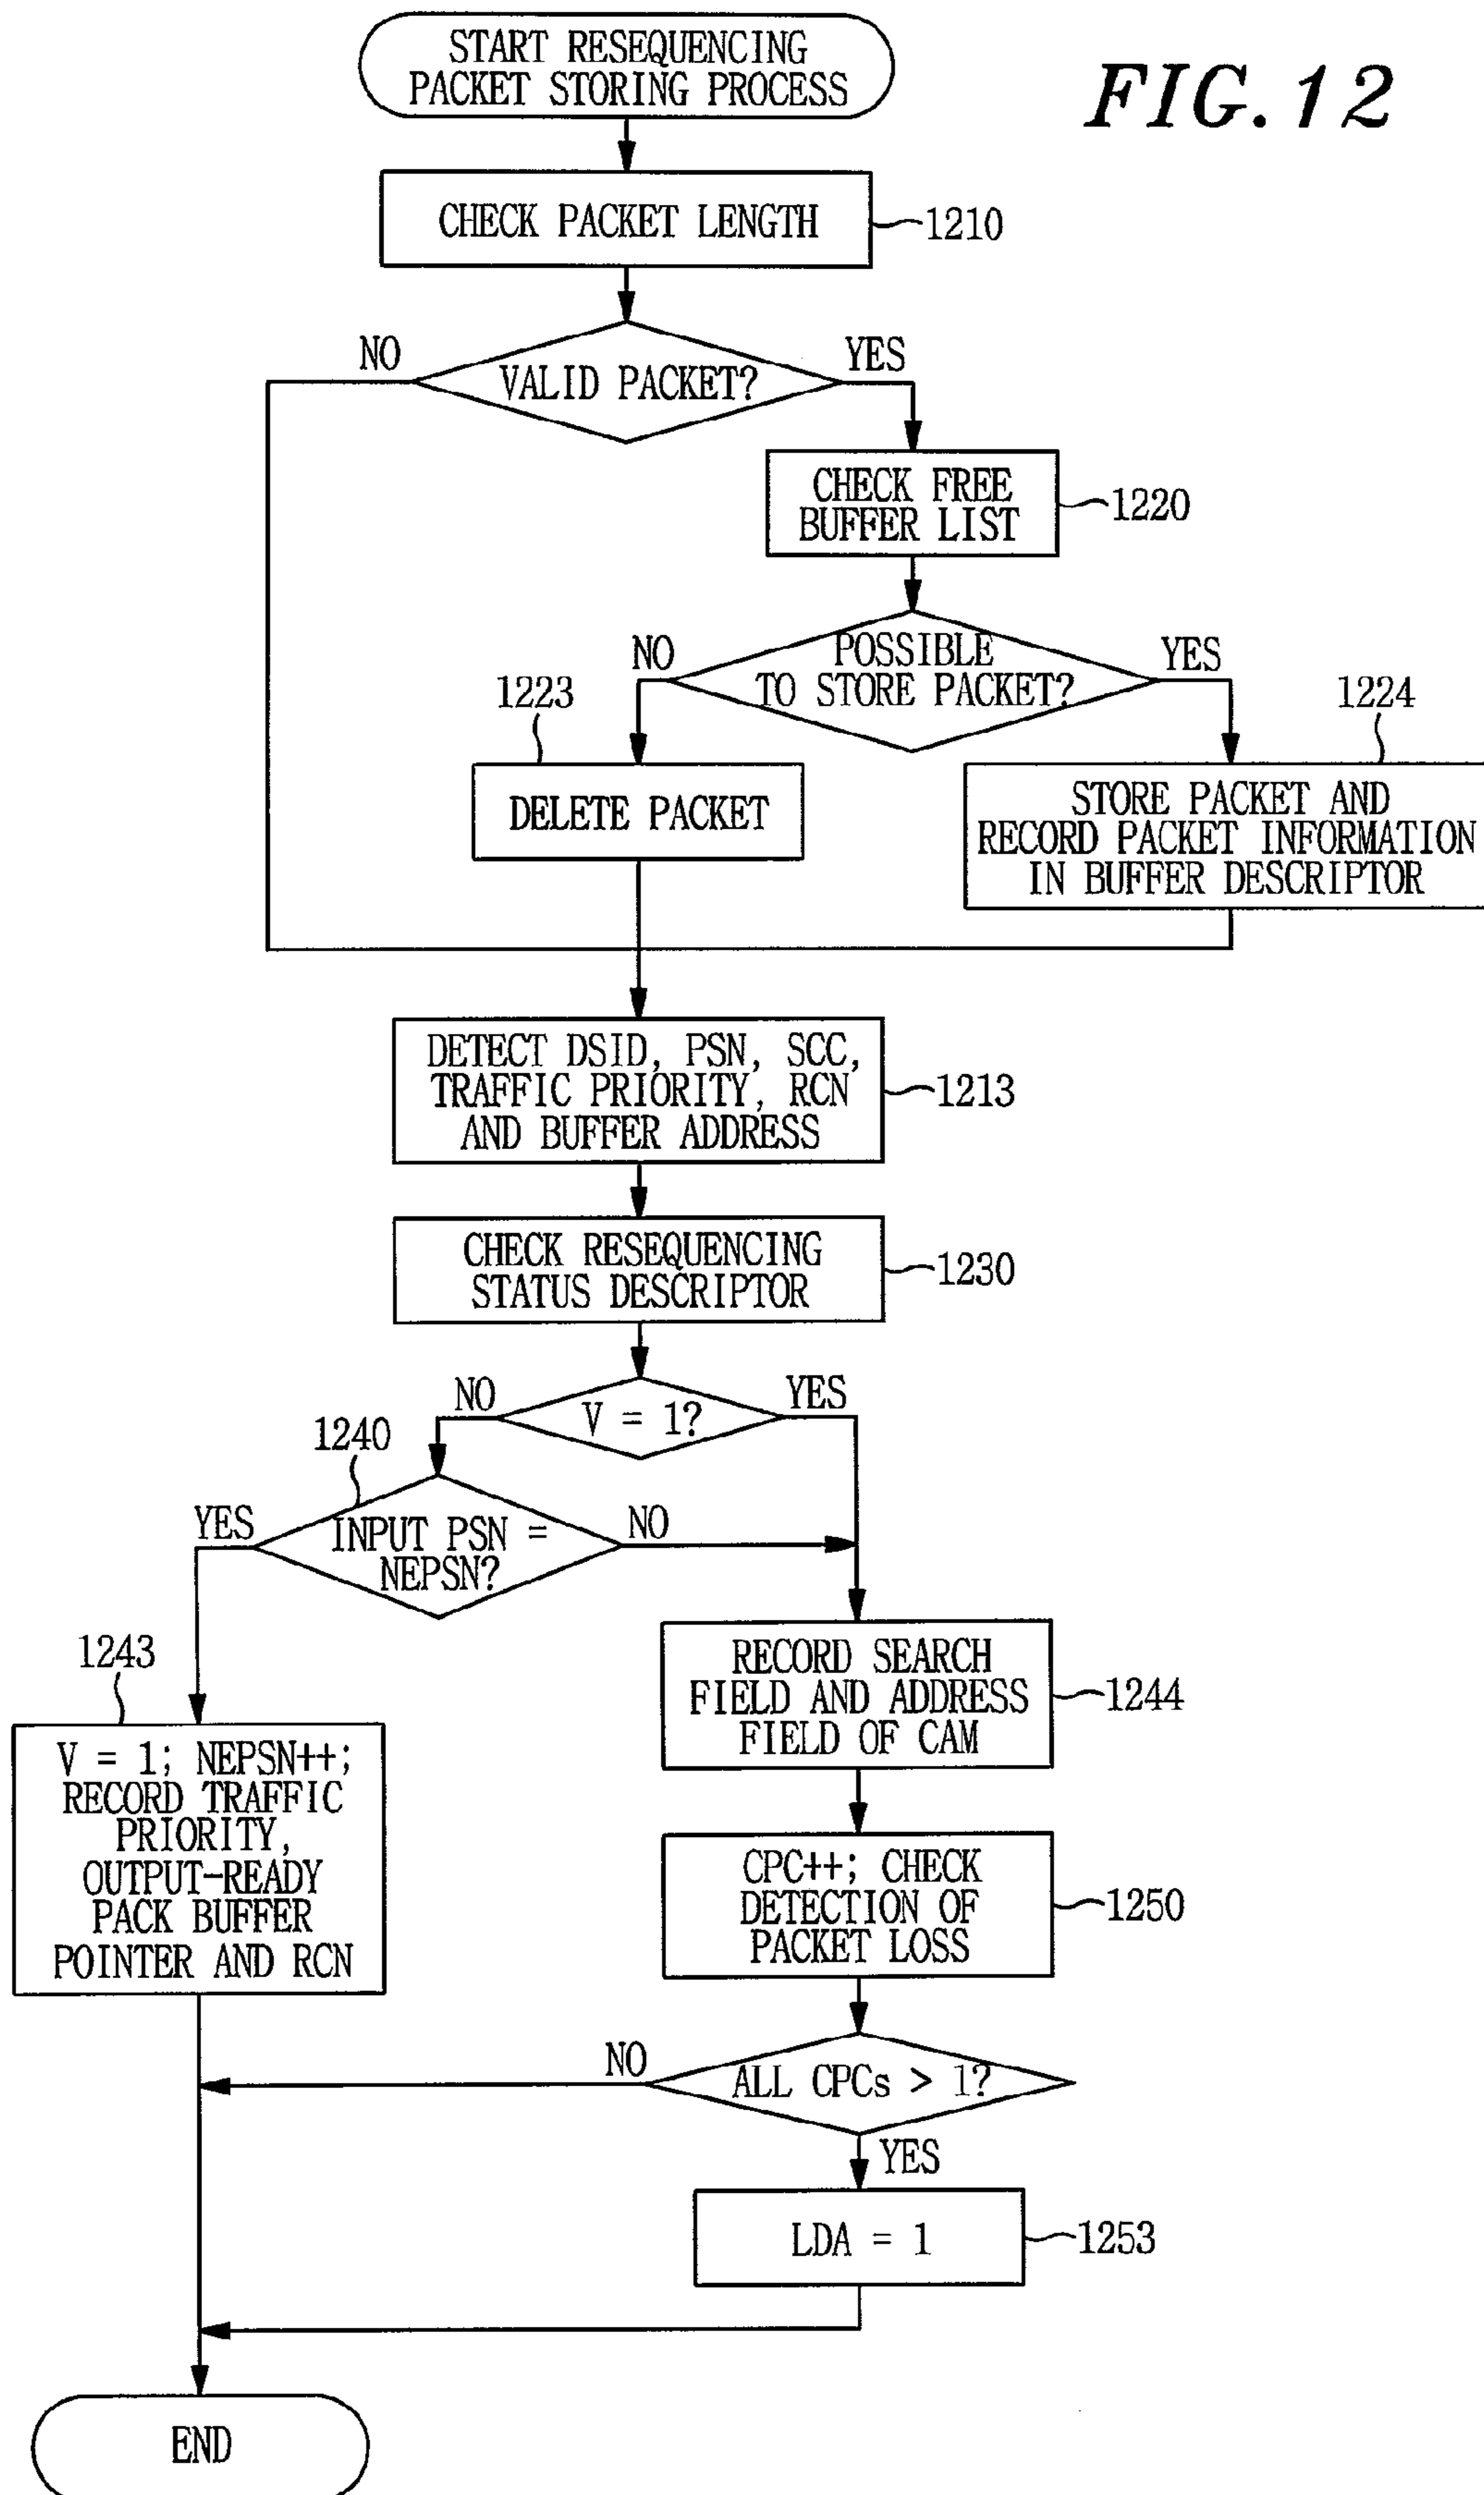 START RESEQUENCING
PACKET STORING PROCESS
FIG.12
CHECK PACKET LENGTH
1210
NO
YES
VALID PACKET?
CHECK FREE
BUFFER LIST
1220
NO
YES
POSSIBLE
TO STORE PACKET?
1223
1224
DELETE PACKET
STORE PACKET AND
RECORD PACKET INFORMATION
IN BUFFER DESCRIPTOR
DETECT DSID, PSN, SCC,
TRAFFIC PRIORITY, RCN
AND BUFFER ADDRESS
1213
CHECK RESEQUENCING
STATUS DESCRIPTOR
1230
NO
YES
V = 1?
1240
YES
NO
INPUT PSN =
NEPSN?
1243
RECORD SEARCH
FIELD AND ADDRESS
FIELD OF CAM
1244
V = 1; NEPSN++;
RECORD TRAFFIC
PRIORITY,
OUTPUT-READY
PACK BUFFER
POINTER AND RCN
CPC++; CHECK
DETECTION OF
PACKET LOSS
1250
NO
ALL CPCs > 1?
YES
LDA = 1
1253
END